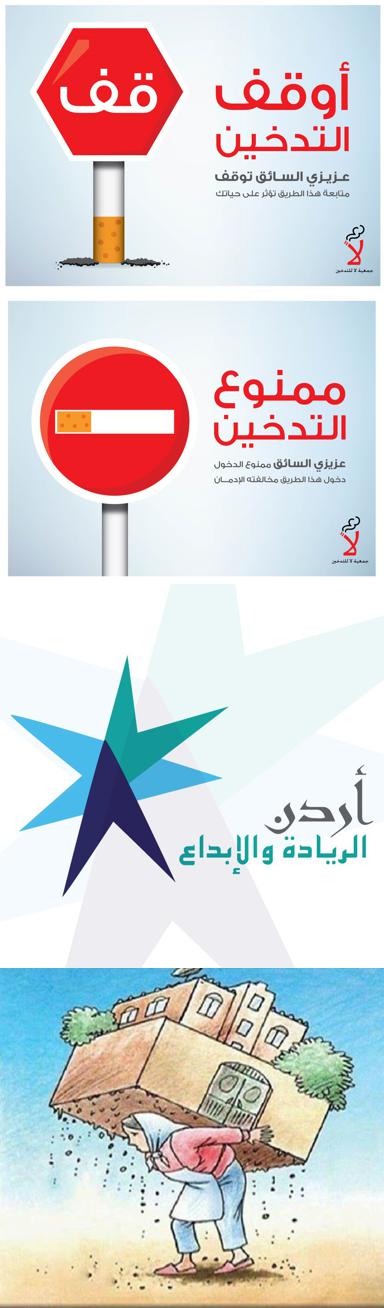 قف
أوقف
التدخين
عزيزي السائق توقف
متابعة هذا الطريق تؤثر على حياتك
لا
جمعية لا للتدخين
ممنوع
التدخين
عزيزي السائق ممنوع الدخول
دخول هذا الطريق مخالفته الإدمــان
لا
جمعية لا للتدخين
أردن
الريادة والإبداع